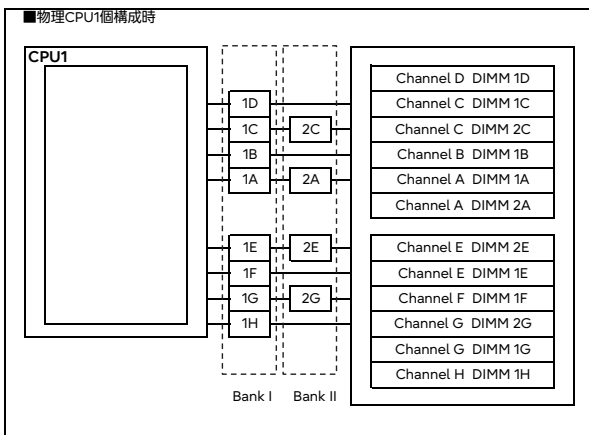 ■物理CPU1個構成時
CPU1
1D
1C 2C
1B
1A 2A
1E 2E
1F
1G 2G
1H
Bank I Bank II
Channel D DIMM 1D
Channel C DIMM 1C
Channel C DIMM 2C
Channel B DIMM 1B
Channel A DIMM 1A
Channel A DIMM 2A
Channel E DIMM 2E
Channel E DIMM 1E
Channel F DIMM 1F
Channel G DIMM 2G
Channel G DIMM 1G
Channel H DIMM 1H